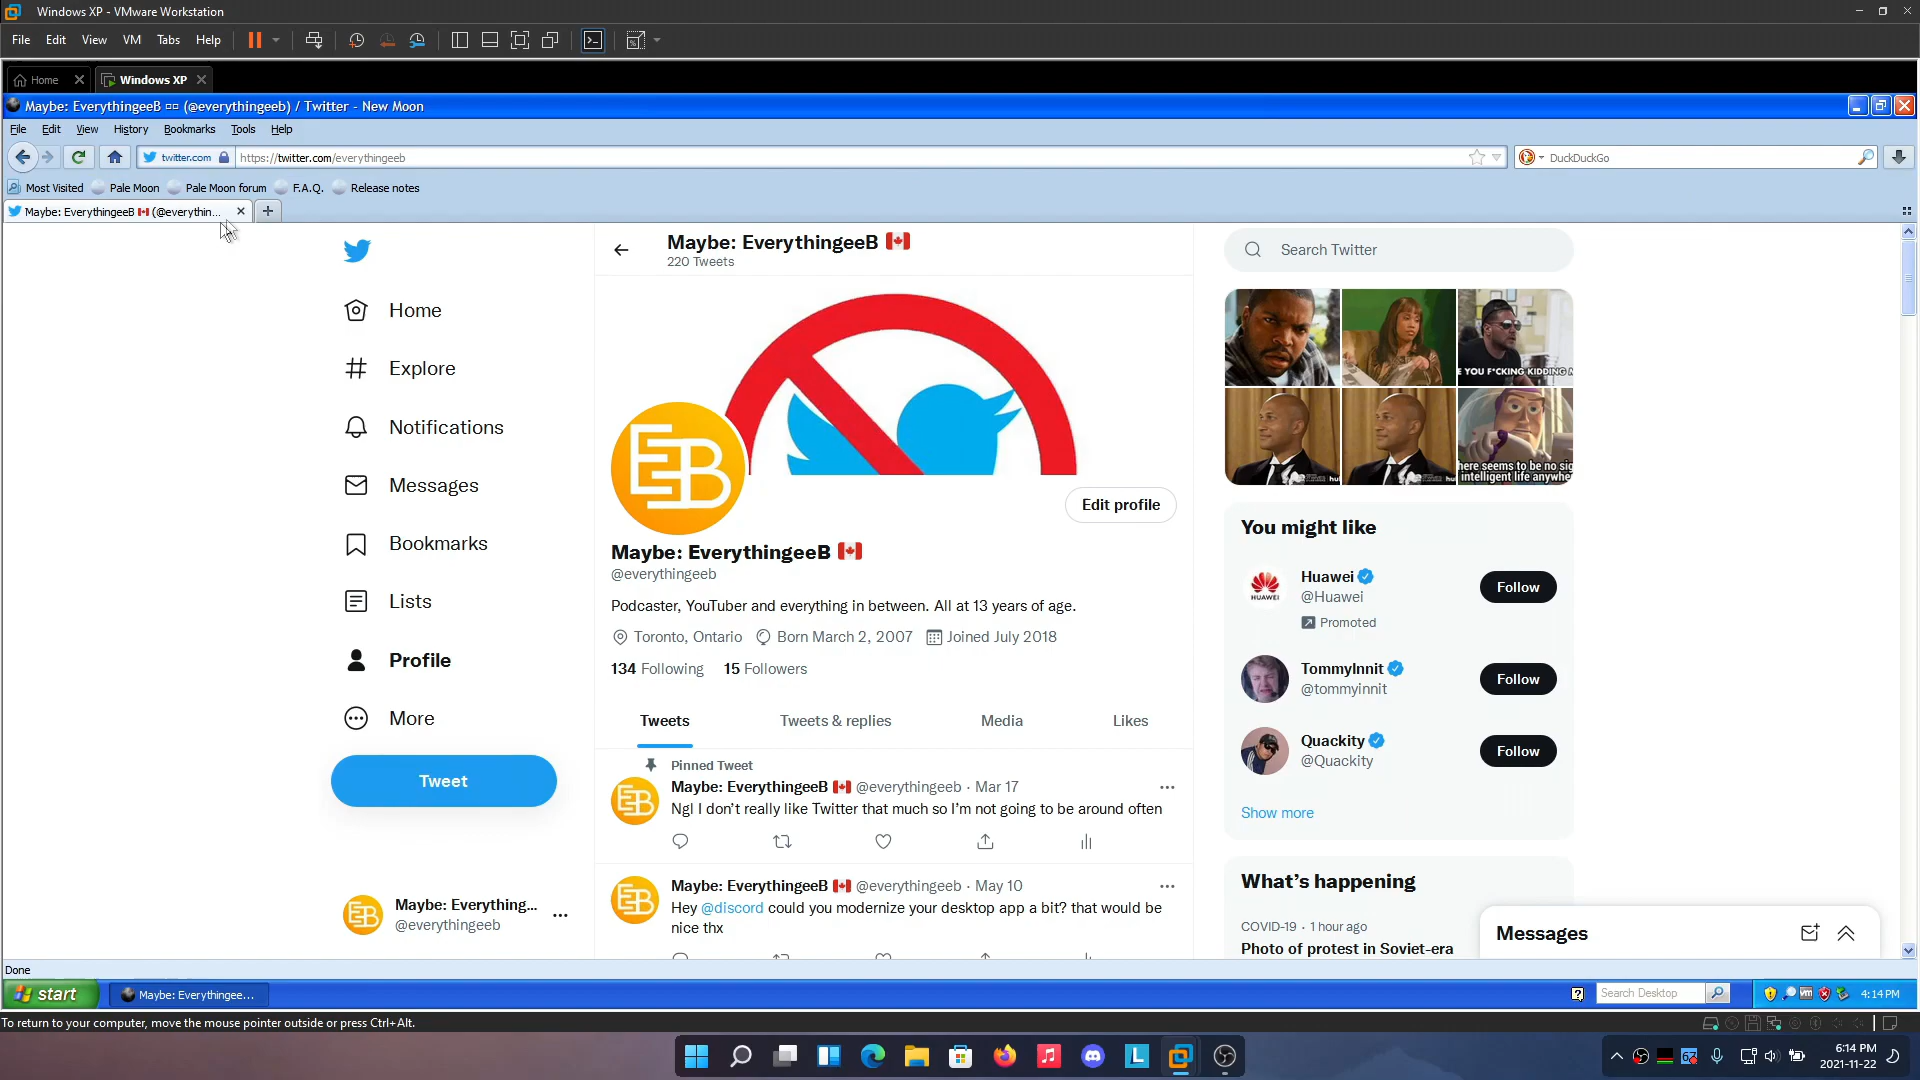 Windows XP - VMware Workstation
File Edit View VM Tabs Help
Home Windows XP
Maybe: EverythingeeB ▯▯ (@everythingeeb) / Twitter - New Moon
File Edit View History Bookmarks Tools Help
twitter.com https://twitter.com/everythingeeb DuckDuckGo
Most Visited Pale Moon Pale Moon forum F.A.Q. Release notes
Maybe: EverythingeeB 🇨🇦 (@everythin...
Maybe: EverythingeeB 🇨🇦
220 Tweets
Home
Explore
Notifications
Messages
Bookmarks
Lists
Profile
More
Tweet
Maybe: Everything...
@everythingeeb
EEB
Edit profile
Maybe: EverythingeeB 🇨🇦
@everythingeeb
Podcaster, YouTuber and everything in between. All at 13 years of age.
Toronto, Ontario Born March 2, 2007 Joined July 2018
134 Following 15 Followers
Tweets Tweets & replies Media Likes
Pinned Tweet
Maybe: EverythingeeB 🇨🇦 @everythingeeb · Mar 17
Ngl I don't really like Twitter that much so I'm not going to be around often
Maybe: EverythingeeB 🇨🇦 @everythingeeb · May 10
Hey @discord could you modernize your desktop app a bit? that would be
nice thx
Search Twitter
E YOU F*CKING KIDDING
here seems to be no sig
intelligent life anywhe
You might like
Huawei
@Huawei
Promoted
Follow
HUAWEI
TommyInnit
@tommyinnit
Follow
Quackity
@Quackity
Follow
Show more
What's happening
COVID-19 · 1 hour ago
Photo of protest in Soviet-era
Messages
Done
start Maybe: Everythingee... Search Desktop 4:14 PM
To return to your computer, move the mouse pointer outside or press Ctrl+Alt.
6:14 PM
2021-11-22